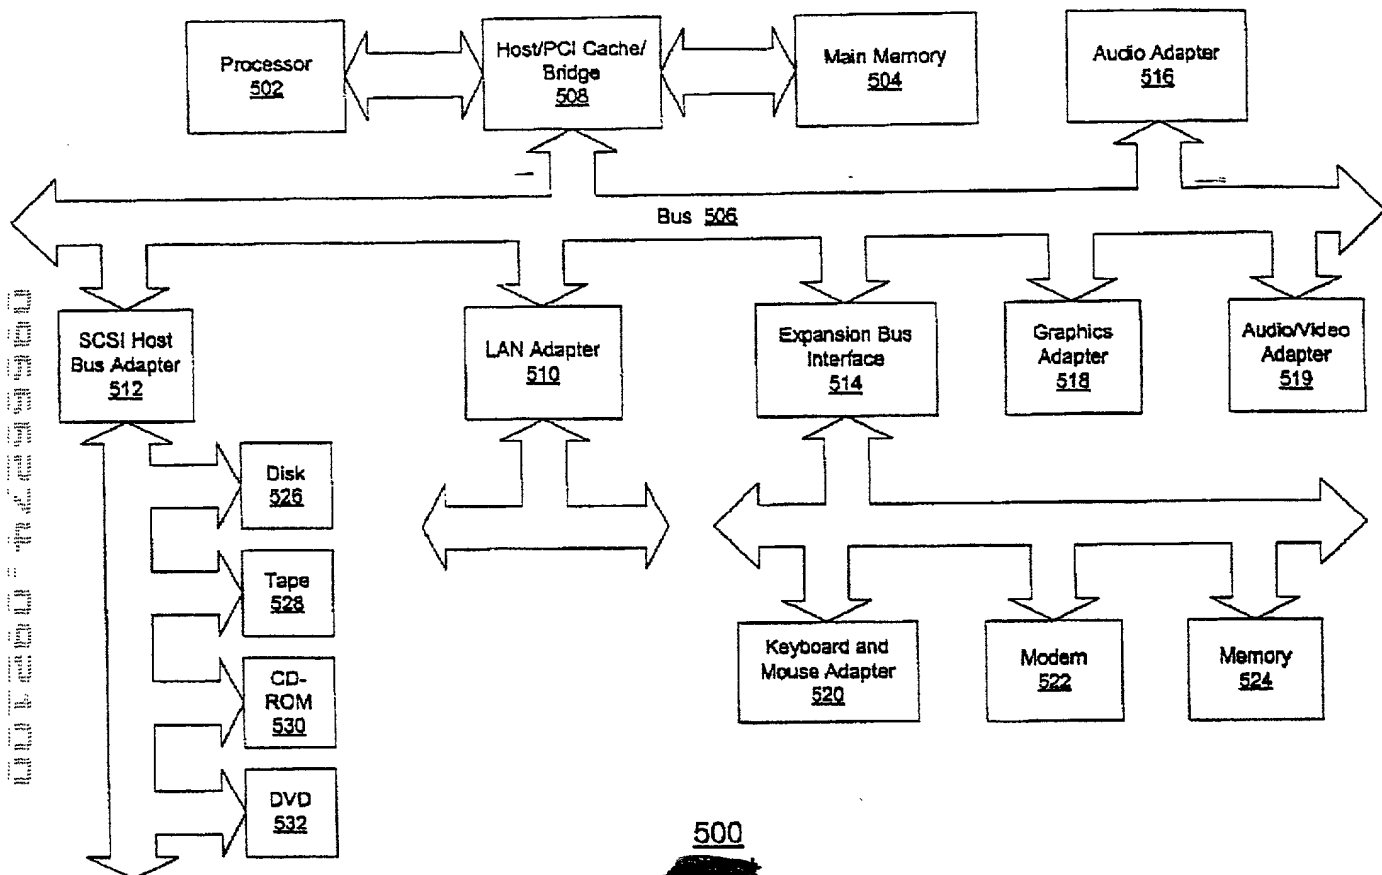 Processor
502
Host/PCI Cache/
Bridge
508
Main Memory
504
Audio Adapter
516
Bus 506
SCSI Host
Bus Adapter
512
LAN Adapter
510
Expansion Bus
Interface
514
Graphics
Adapter
518
Audio/Video
Adapter
519
Disk
526
Tape
528
CD-
ROM
530
DVD
532
Keyboard and
Mouse Adapter
520
Modem
522
Memory
524
500